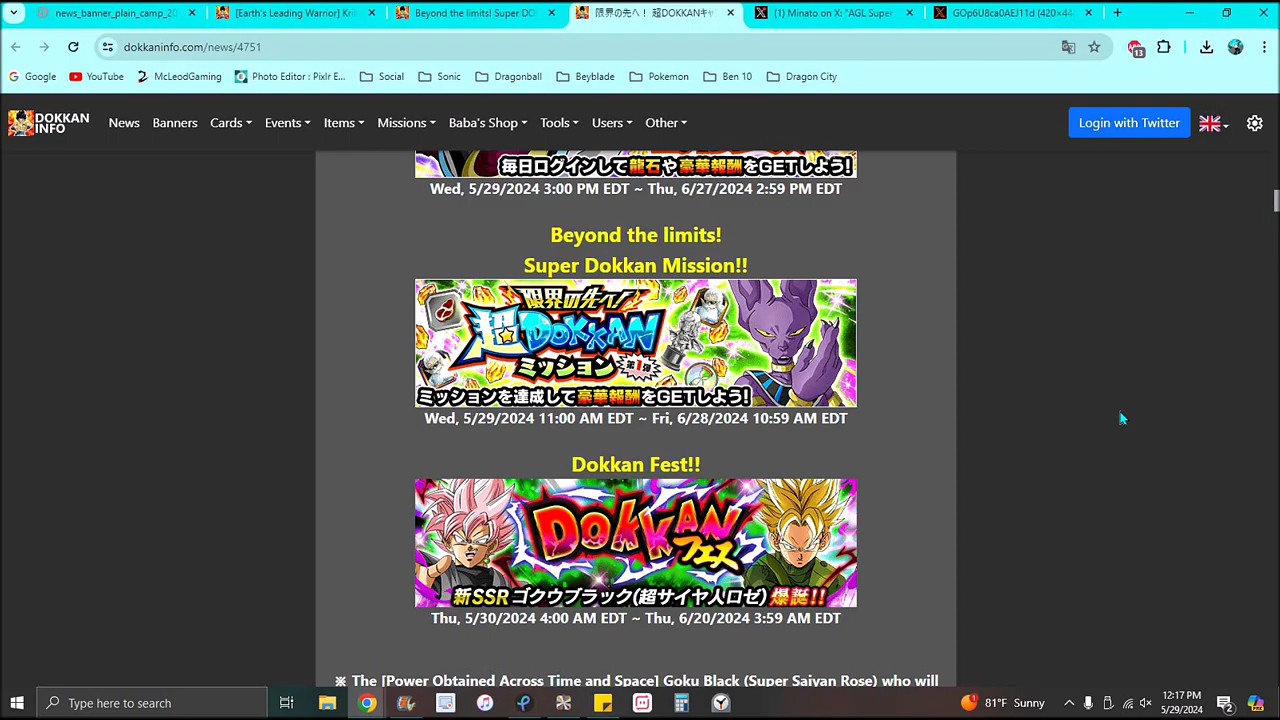 news_banner_plain_camp_20
[Earth's Leading Warrior] Kri
Beyond the limits! Super DO
限界の先へ！ 超DOKKANキャ
(1) Minato on X: "AGL Super
GOp6U8ca0AEJ11d (420×44
dokkaninfo.com/news/4751
13
Google
YouTube
McLeodGaming
Photo Editor : Pixlr E...
Social
Sonic
Dragonball
Beyblade
Pokemon
Ben 10
Dragon City
DOKKAN
INFO
News
Banners
Cards
Events
Items
Missions
Baba's Shop
Tools
Users
Other
Login with Twitter
毎日ログインして龍石や豪華報酬をGETしよう!
Wed, 5/29/2024 3:00 PM EDT ~ Thu, 6/27/2024 2:59 PM EDT
Beyond the limits!
Super Dokkan Mission!!
限界の先へ!
超DOKKAN
ミッション 第1弾
ミッションを達成して豪華報酬をGETしよう!
Wed, 5/29/2024 11:00 AM EDT ~ Fri, 6/28/2024 10:59 AM EDT
Dokkan Fest!!
DOKKAN
フェス
新SSRゴクウブラック(超サイヤ人ロゼ)爆誕!!
Thu, 5/30/2024 4:00 AM EDT ~ Thu, 6/20/2024 3:59 AM EDT
※ The [Power Obtained Across Time and Space] Goku Black (Super Saiyan Rose) who will
Type here to search
81°F Sunny
12:17 PM
5/29/2024
2